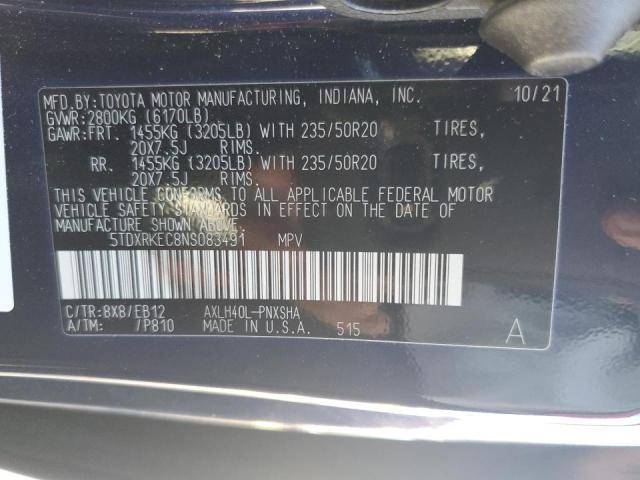 MFD.BY:TOYOTA MOTOR MANUFACTURING, INDIANA, INC. 10/21
GVWR:2800KG (6170LB)
GAWR:FRT. 1455KG (3205LB) WITH 235/50R20 TIRES,
20X7.5J RIMS.
RR. 1455KG (3205LB) WITH 235/50R20 TIRES,
20X7.5J RIMS.
THIS VEHICLE CONFORMS TO ALL APPLICABLE FEDERAL MOTOR
VEHICLE SAFETY STANDARDS IN EFFECT ON THE DATE OF
MANUFACTURE SHOWN ABOVE.
5TDXRKEC8NS083491 MPV
C/TR:8X8/EB12 AXLH40L-PNXSHA
A/TM: /P810 MADE IN U.S.A. 515 A